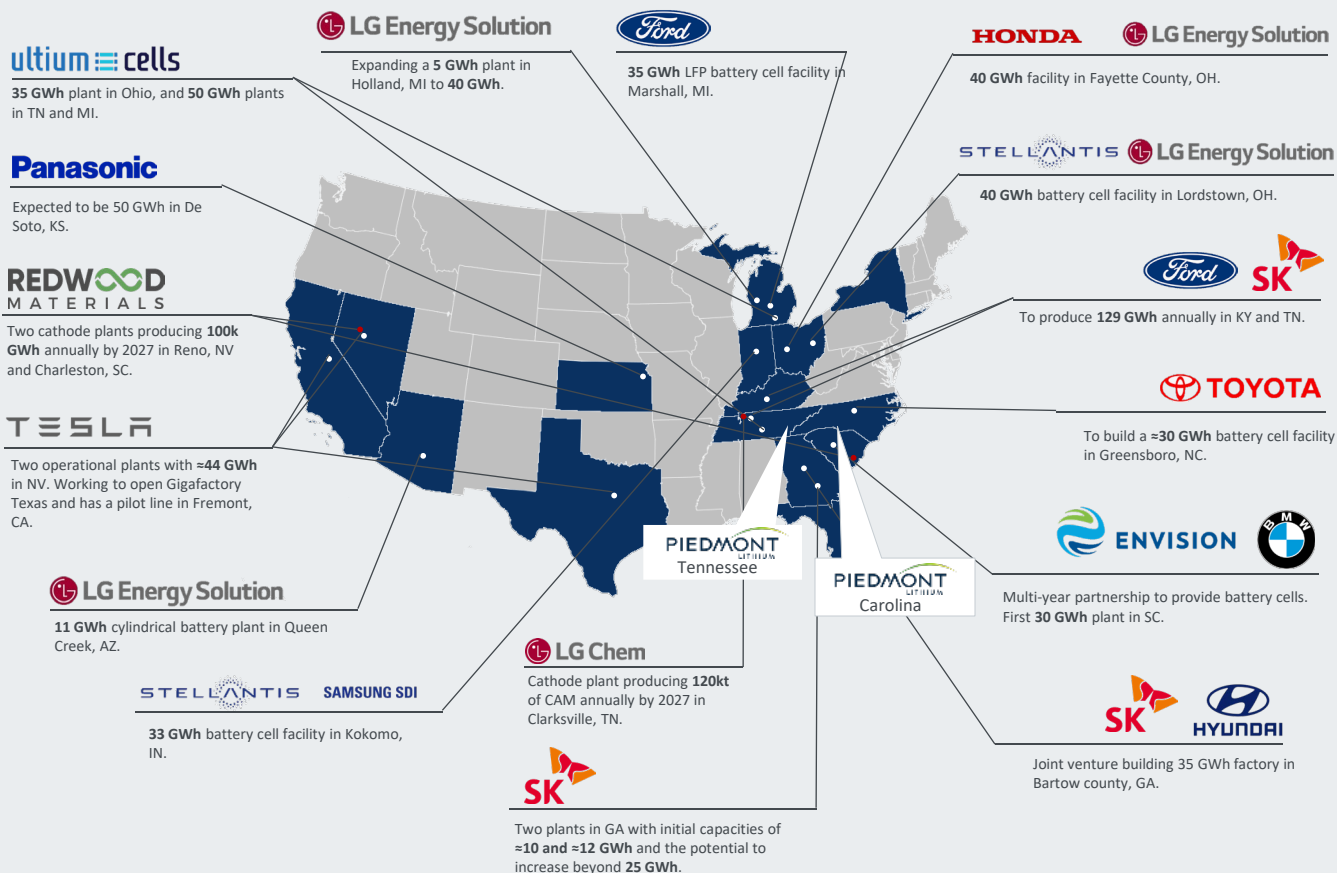 ultium cells
35 GWh plant in Ohio, and 50 GWh plants
in TN and MI.
LG Energy Solution
Expanding a 5 GWh plant in
Holland, MI to 40 GWh.
Ford
35 GWh LFP battery cell facility in
Marshall, MI.
HONDA LG Energy Solution
40 GWh facility in Fayette County, OH.
STELLANTIS LG Energy Solution
40 GWh battery cell facility in Lordstown, OH.
Panasonic
Expected to be 50 GWh in De
Soto, KS.
Ford SK
To produce 129 GWh annually in KY and TN.
REDWOOD
MATERIALS
Two cathode plants producing 100k
GWh annually by 2027 in Reno, NV
and Charleston, SC.
TOYOTA
To build a ≈30 GWh battery cell facility
in Greensboro, NC.
TESLA
Two operational plants with ≈44 GWh
in NV. Working to open Gigafactory
Texas and has a pilot line in Fremont,
CA.
ENVISION BMW
Multi-year partnership to provide battery cells.
First 30 GWh plant in SC.
PIEDMONT
LITHIUM
Tennessee
PIEDMONT
LITHIUM
Carolina
LG Energy Solution
11 GWh cylindrical battery plant in Queen
Creek, AZ.
LG Chem
Cathode plant producing 120kt
of CAM annually by 2027 in
Clarksville, TN.
STELLANTIS SAMSUNG SDI
33 GWh battery cell facility in Kokomo,
IN.
SK HYUNDAI
Joint venture building 35 GWh factory in
Bartow county, GA.
SK
Two plants in GA with initial capacities of
≈10 and ≈12 GWh and the potential to
increase beyond 25 GWh.